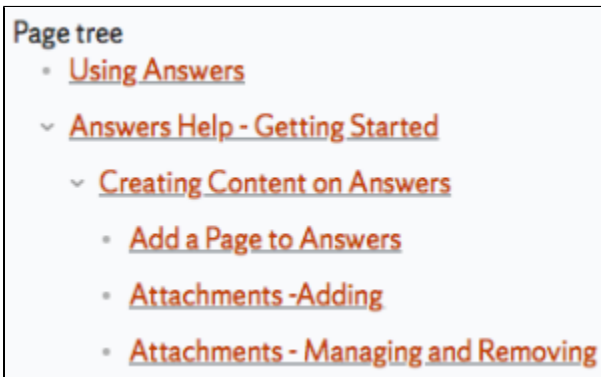 Page tree
Using Answers
Answers Help - Getting Started
Creating Content on Answers
Add a Page to Answers
Attachments -Adding
Attachments - Managing and Removing